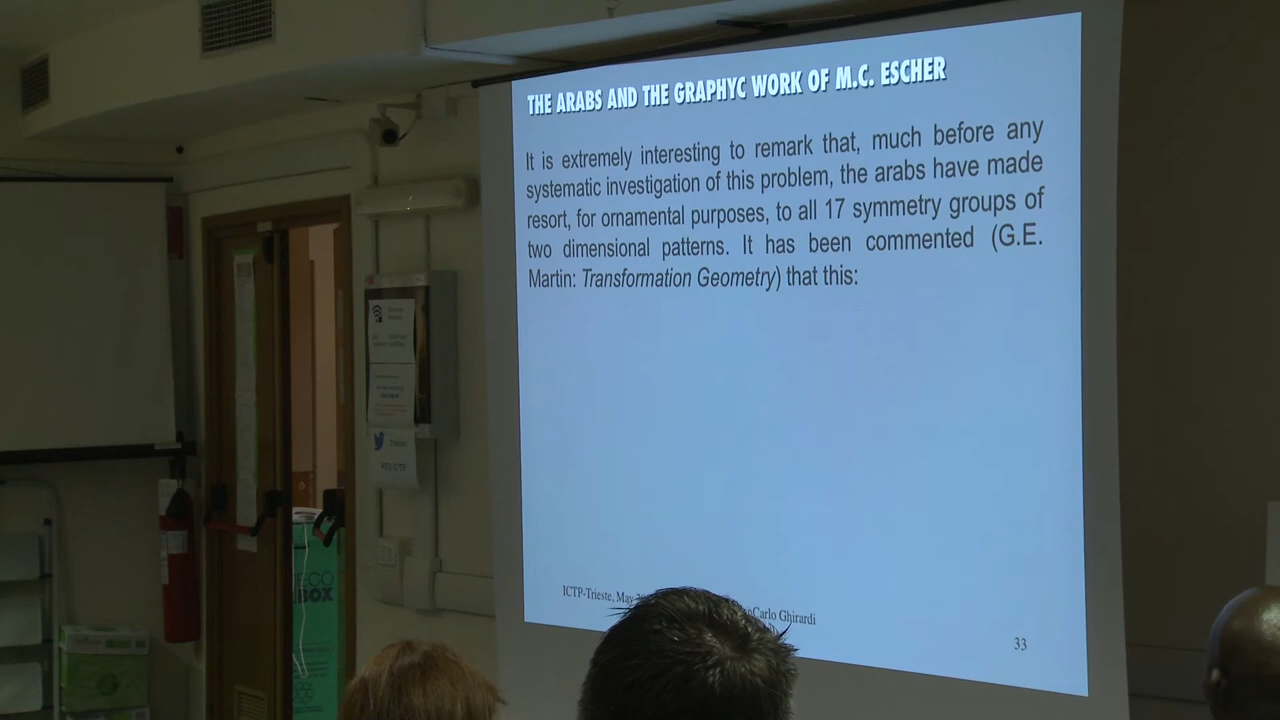 THE ARABS AND THE GRAPHYC WORK OF M.C. ESCHER
It is extremely interesting to remark that, much before any
systematic investigation of this problem, the arabs have made
resort, for ornamental purposes, to all 17 symmetry groups of
two dimensional patterns. It has been commented (G.E.
Martin: Transformation Geometry) that this:
ICTP-Trieste, May
Carlo Ghirardi
33
ECO
BOX